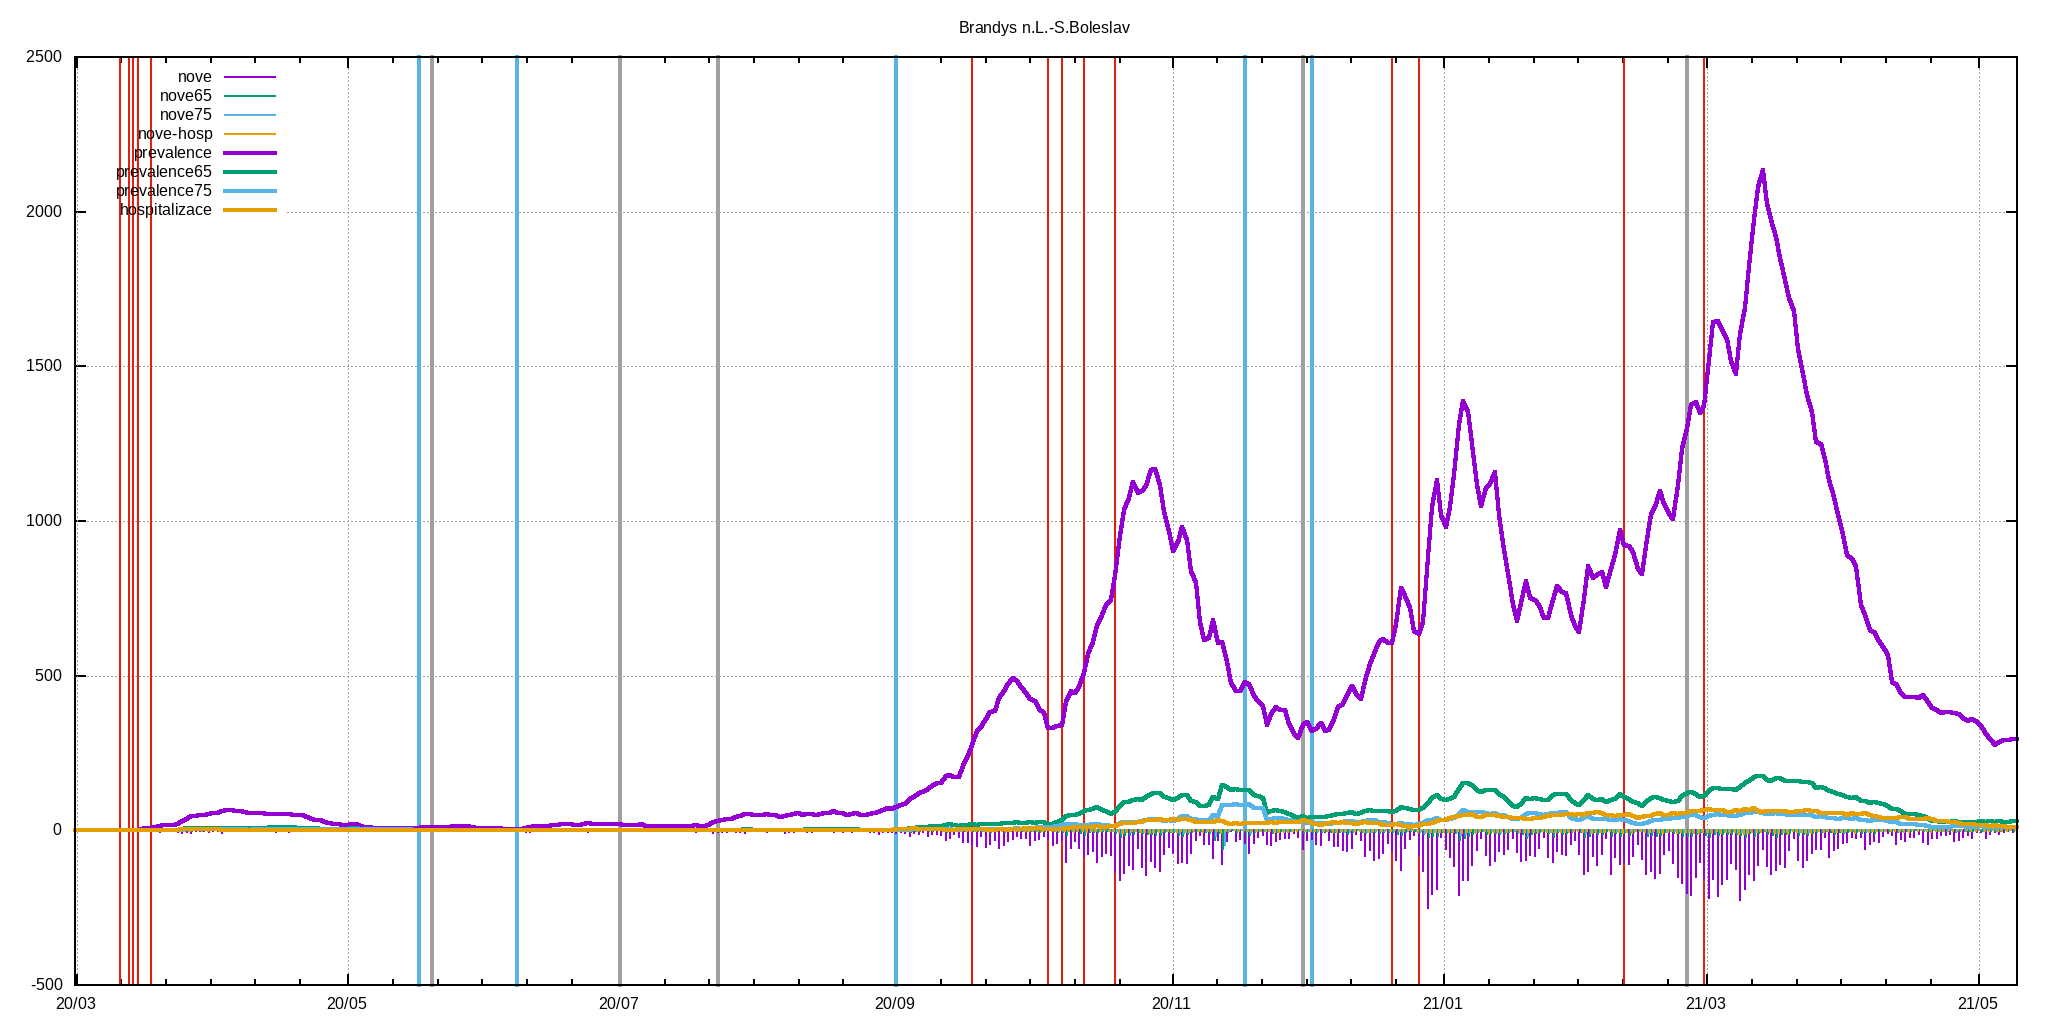 Brandys n.L.-S.Boleslav
2500
2000
1500
1000
500
0
-500
nove
nove65
nove75
nove-hosp
prevalence
prevalence65
prevalence75
hospitalizace
20/03 20/05 20/07 20/09 20/11 21/01 21/03 21/05